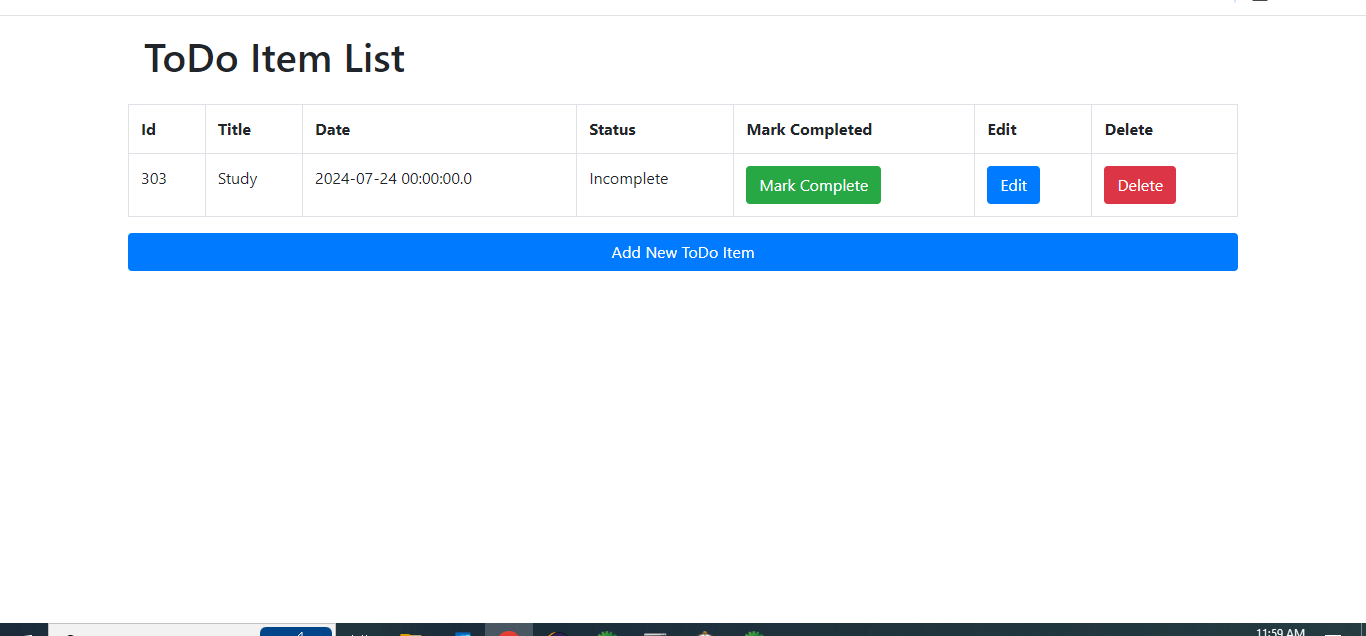 ToDo Item List
Id Title Date Status Mark Completed Edit Delete
303 Study 2024-07-24 00:00:00.0 Incomplete Mark Complete Edit Delete
Add New ToDo Item
11:59 AM